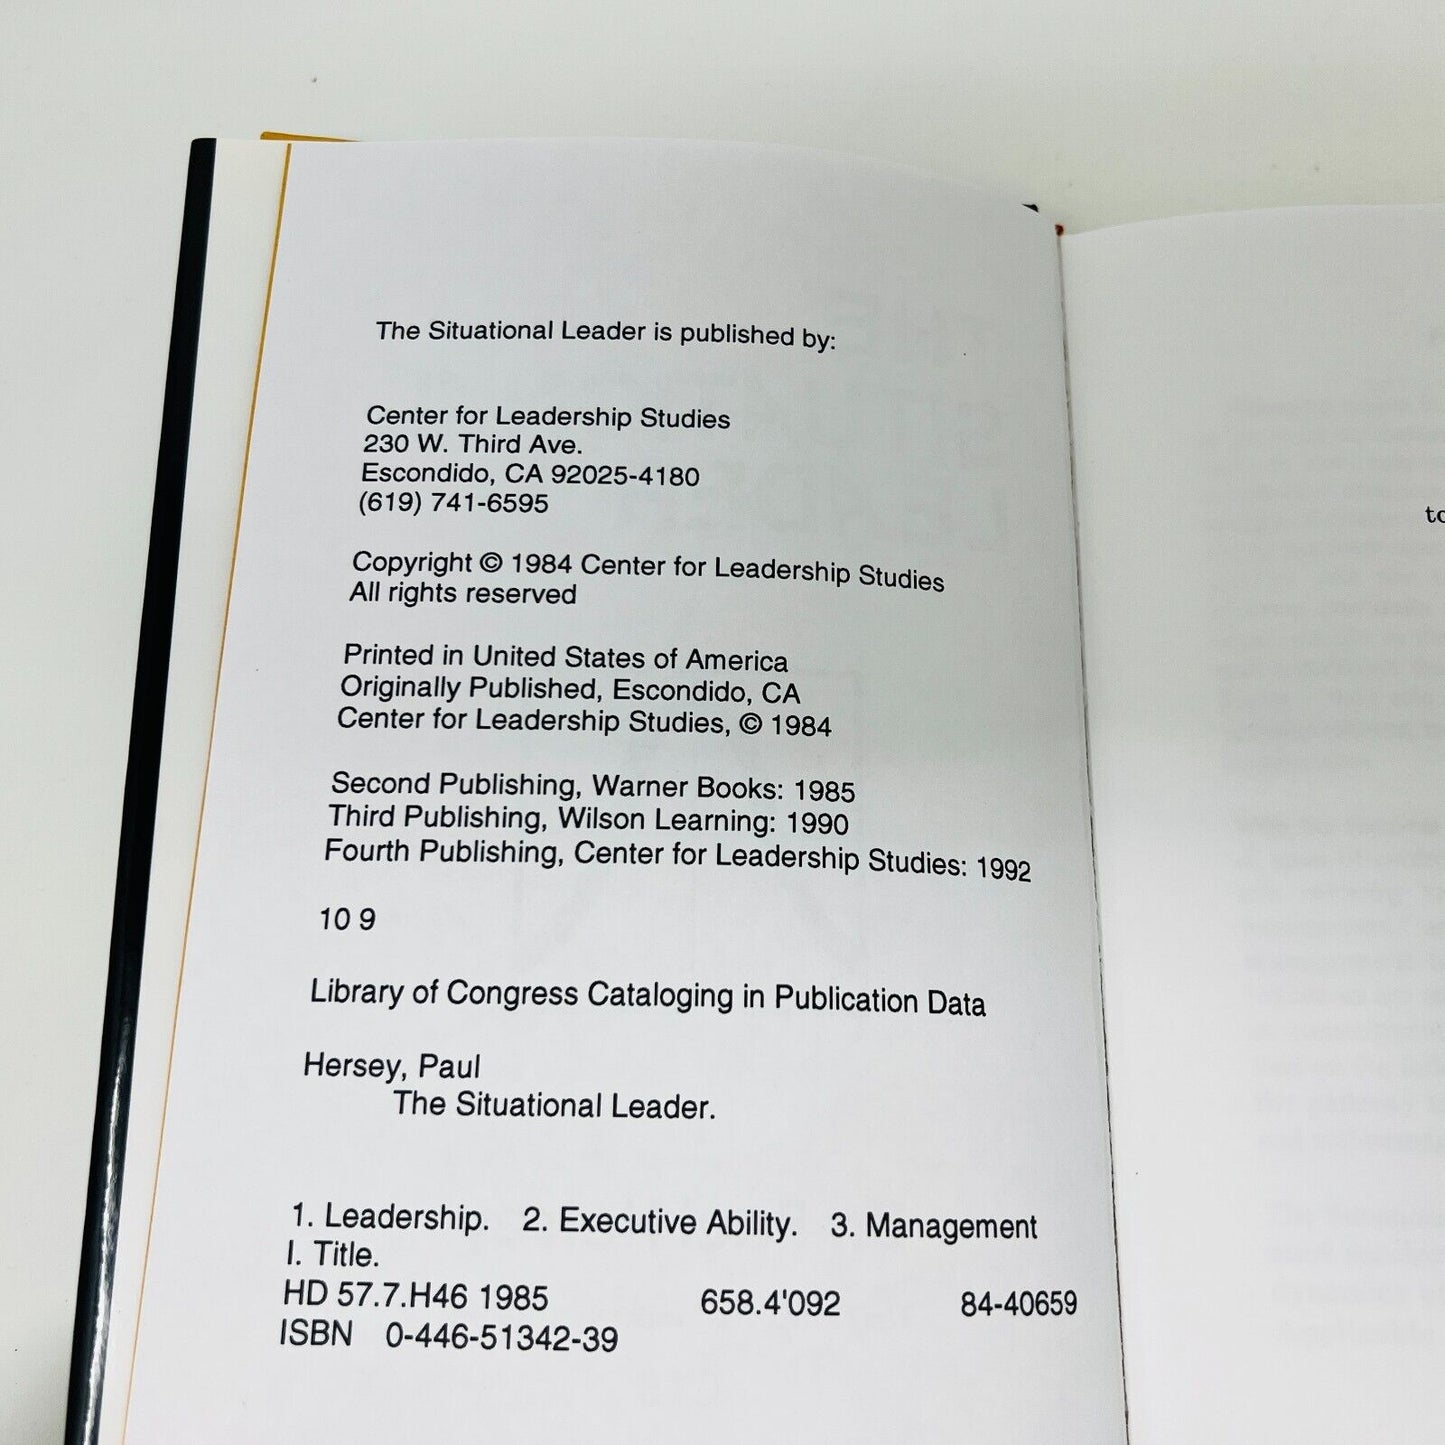 The Situational Leader is published by:
Center for Leadership Studies
230 W. Third Ave.
Escondido, CA 92025-4180
(619) 741-6595
Copyright © 1984 Center for Leadership Studies
All rights reserved
Printed in United States of America
Originally Published, Escondido, CA
Center for Leadership Studies, © 1984
Second Publishing, Warner Books: 1985
Third Publishing, Wilson Learning: 1990
Fourth Publishing, Center for Leadership Studies: 1992
10 9
Library of Congress Cataloging in Publication Data
Hersey, Paul
The Situational Leader.
1. Leadership. 2. Executive Ability. 3. Management
I. Title.
HD 57.7.H46 1985 658.4'092 84-40659
ISBN 0-446-51342-39